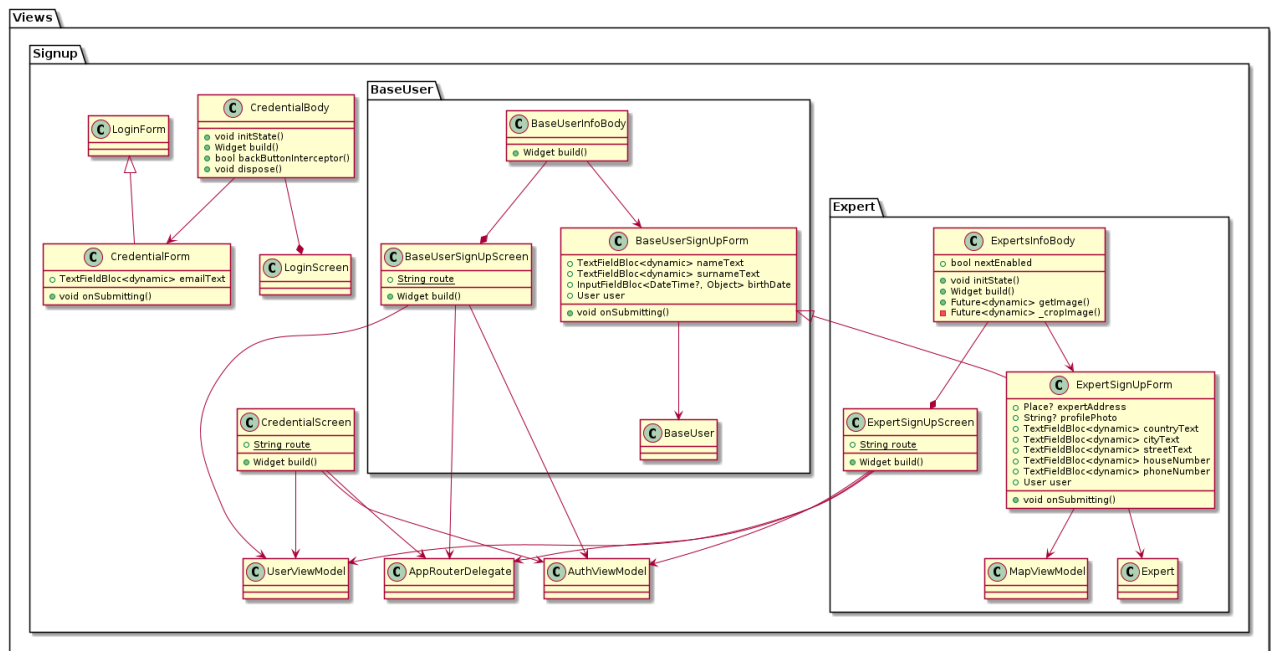 Views
Signup
BaseUser
C CredentialBody
void initState()
Widget build()
bool backButtonInterceptor()
void dispose()
C LoginForm
C BaseUserInfoBody
Widget build()
Expert
C CredentialForm
TextFieldBloc<dynamic> emailText
void onSubmitting()
C LoginScreen
C BaseUserSignUpScreen
String route
Widget build()
C BaseUserSignUpForm
TextFieldBloc<dynamic> nameText
TextFieldBloc<dynamic> surnameText
InputFieldBloc<DateTime?, Object> birthDate
User user
void onSubmitting()
C ExpertsInfoBody
bool nextEnabled
void initState()
Widget build()
Future<dynamic> getImage()
Future<dynamic> _cropImage()
C CredentialScreen
String route
Widget build()
C BaseUser
C ExpertSignUpScreen
String route
Widget build()
C ExpertSignUpForm
Place? expertAddress
String? profilePhoto
TextFieldBloc<dynamic> countryText
TextFieldBloc<dynamic> cityText
TextFieldBloc<dynamic> streetText
TextFieldBloc<dynamic> houseNumber
TextFieldBloc<dynamic> phoneNumber
User user
void onSubmitting()
C UserViewModel
C AppRouterDelegate
C AuthViewModel
C MapViewModel
C Expert